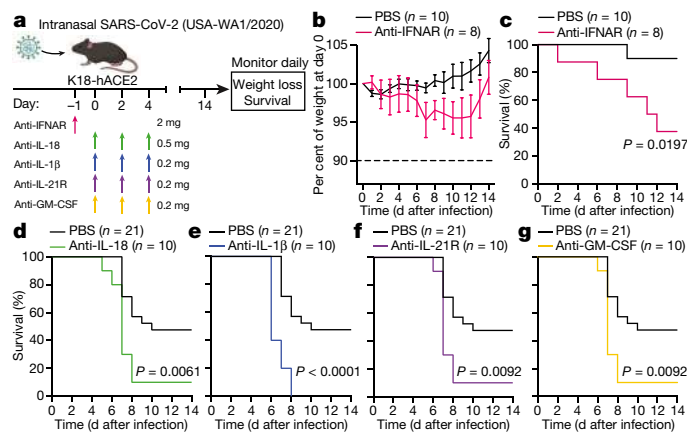 a Intranasal SARS-CoV-2 (USA-WA1/2020)
K18-hACE2
Monitor daily
Weight loss
Survival
Day: –1 0 2 4 14
Anti-IFNAR 2 mg
Anti-IL-18 0.5 mg
Anti-IL-1β 0.2 mg
Anti-IL-21R 0.2 mg
Anti-GM-CSF 0.2 mg
b
PBS (n = 10)
Anti-IFNAR (n = 8)
Per cent of weight at day 0
105
100
95
90
0 2 4 6 8 10 12 14
Time (d after infection)
c
PBS (n = 10)
Anti-IFNAR (n = 8)
Survival (%)
100
80
60
40
20
0
P = 0.0197
0 2 4 6 8 10 12 14
Time (d after infection)
d
PBS (n = 21)
Anti-IL-18 (n = 10)
Survival (%)
100
80
60
40
20
0
P = 0.0061
0 2 4 6 8 10 12 14
Time (d after infection)
e
PBS (n = 21)
Anti-IL-1β (n = 10)
P < 0.0001
0 2 4 6 8 10 12 14
Time (d after infection)
f
PBS (n = 21)
Anti-IL-21R (n = 10)
P = 0.0092
0 2 4 6 8 10 12 14
Time (d after infection)
g
PBS (n = 21)
Anti-GM-CSF (n = 10)
P = 0.0092
0 2 4 6 8 10 12 14
Time (d after infection)